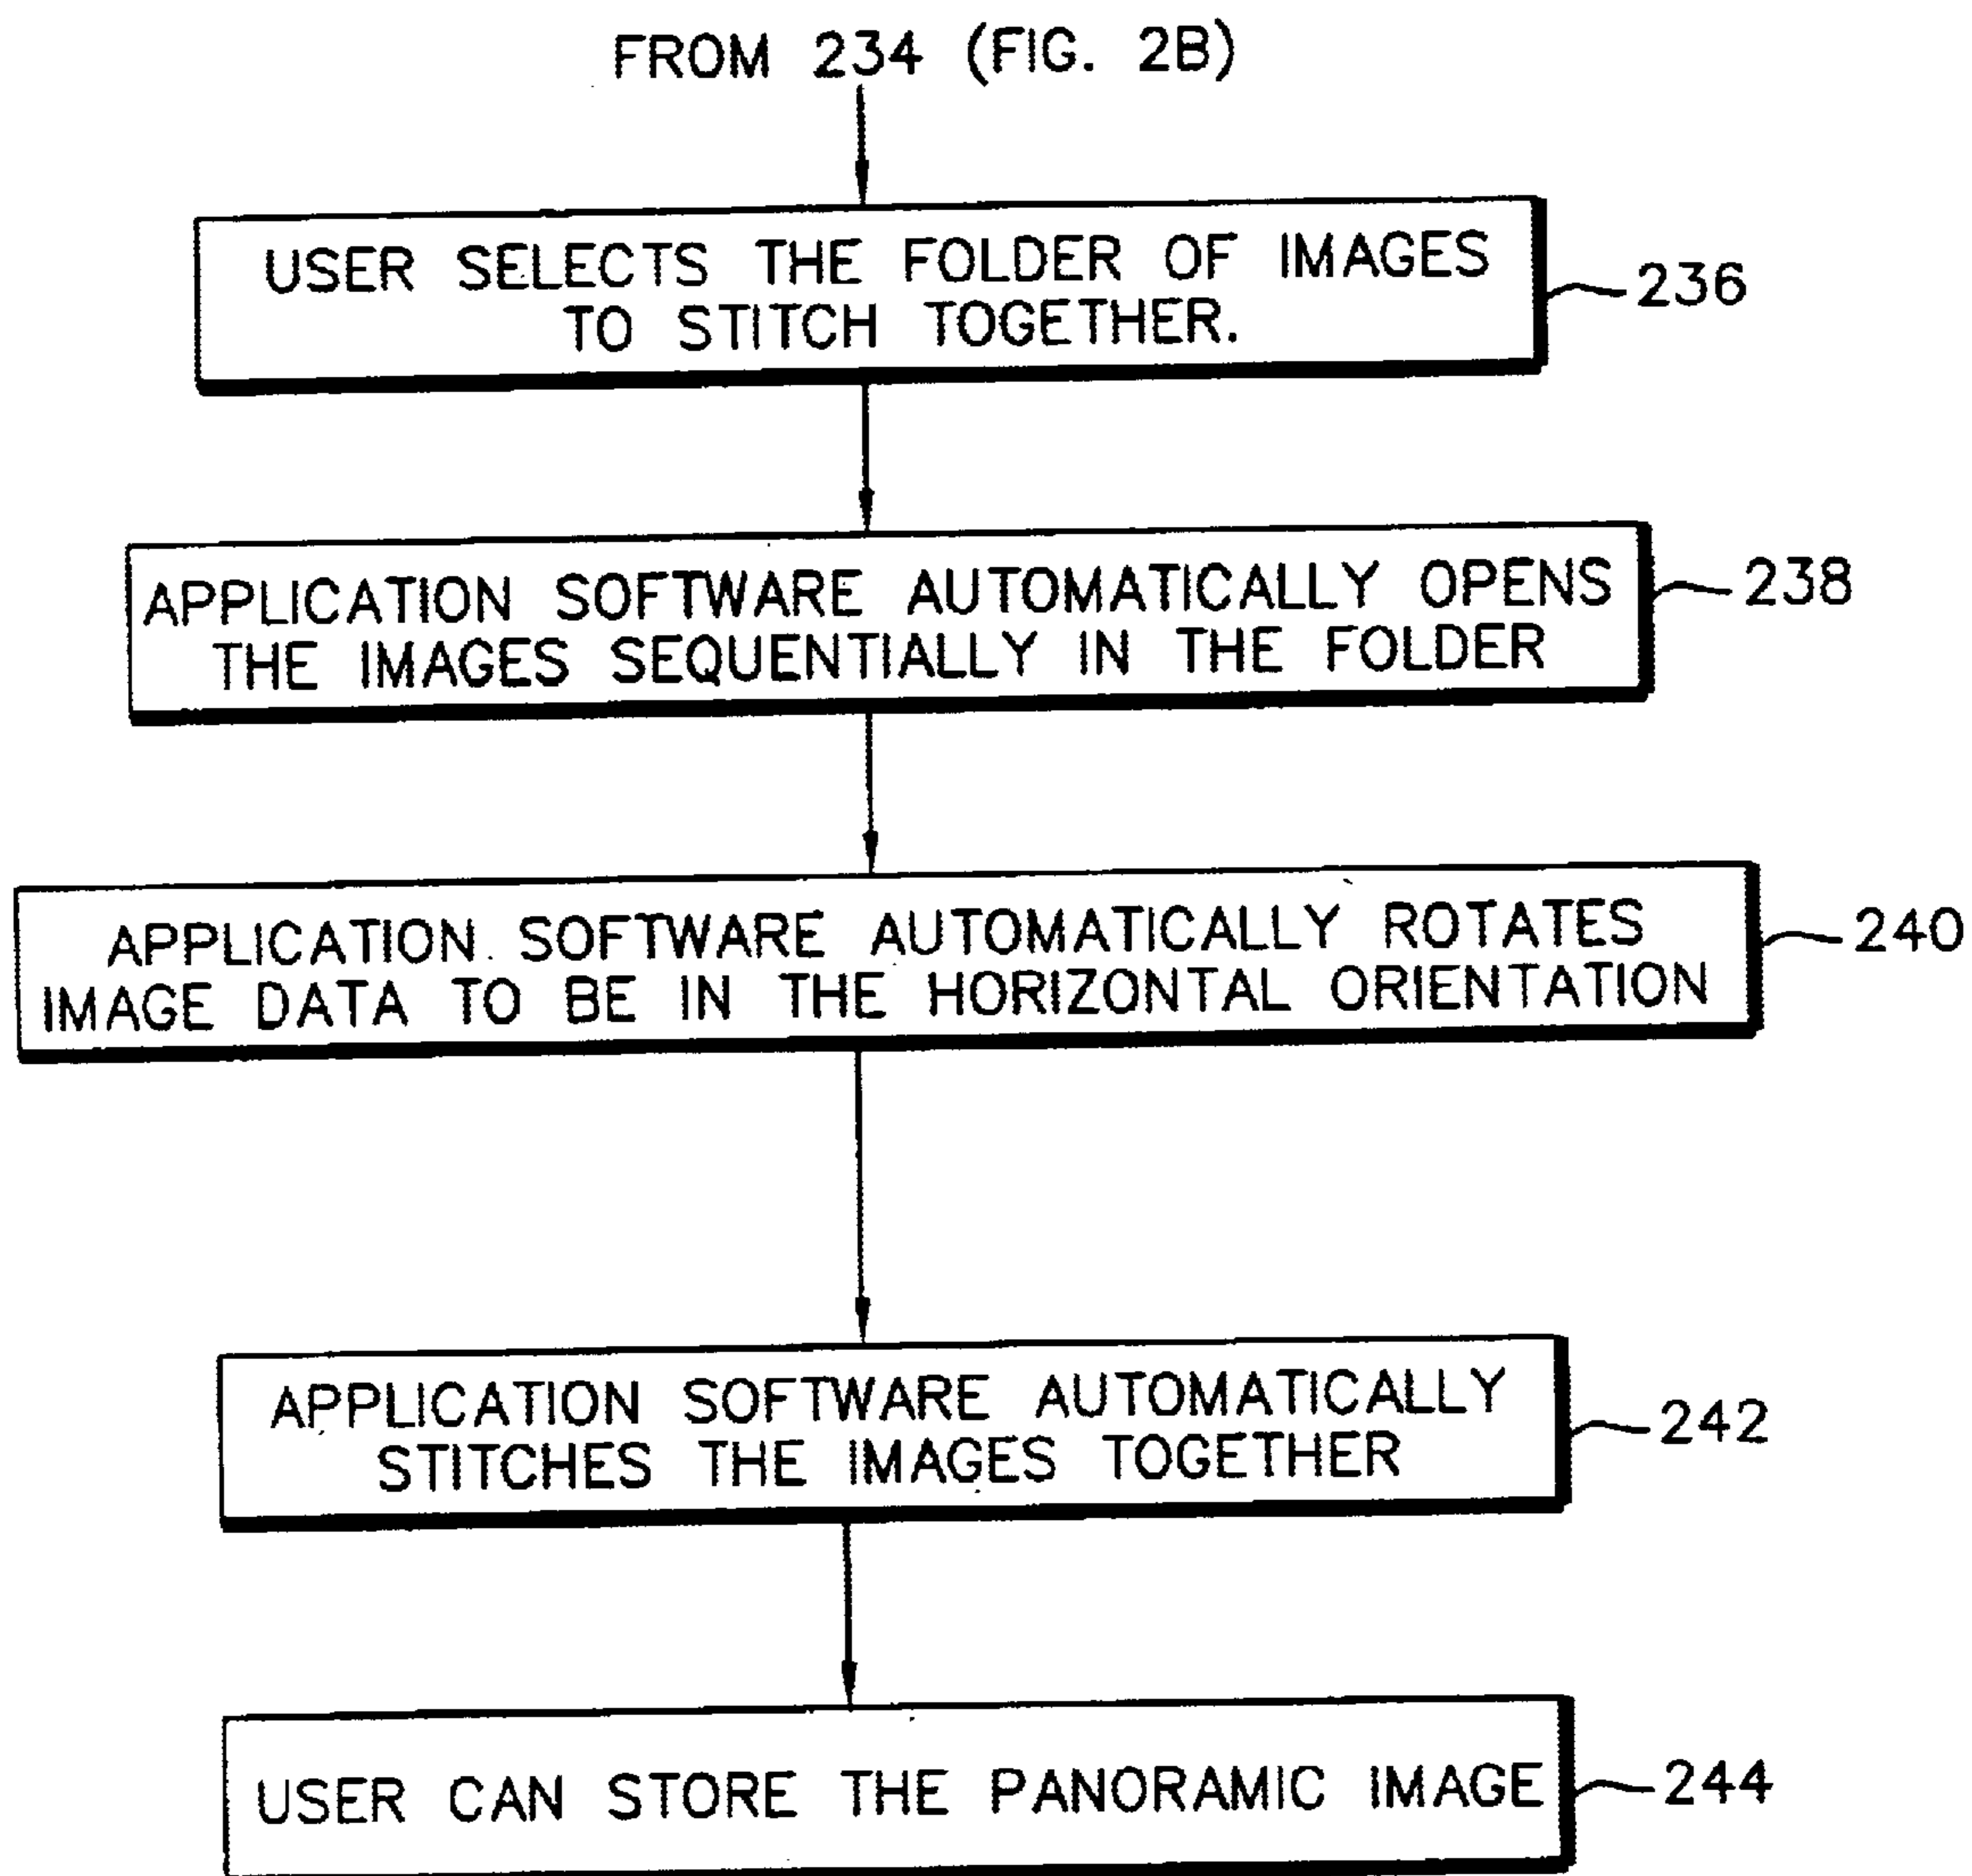 FROM 234 (FIG. 2B)
USER SELECTS THE FOLDER OF IMAGES
TO STITCH TOGETHER.
236
APPLICATION SOFTWARE AUTOMATICALLY OPENS
THE IMAGES SEQUENTIALLY IN THE FOLDER
238
APPLICATION SOFTWARE AUTOMATICALLY ROTATES
IMAGE DATA TO BE IN THE HORIZONTAL ORIENTATION
240
APPLICATION SOFTWARE AUTOMATICALLY
STITCHES THE IMAGES TOGETHER
242
USER CAN STORE THE PANORAMIC IMAGE
244